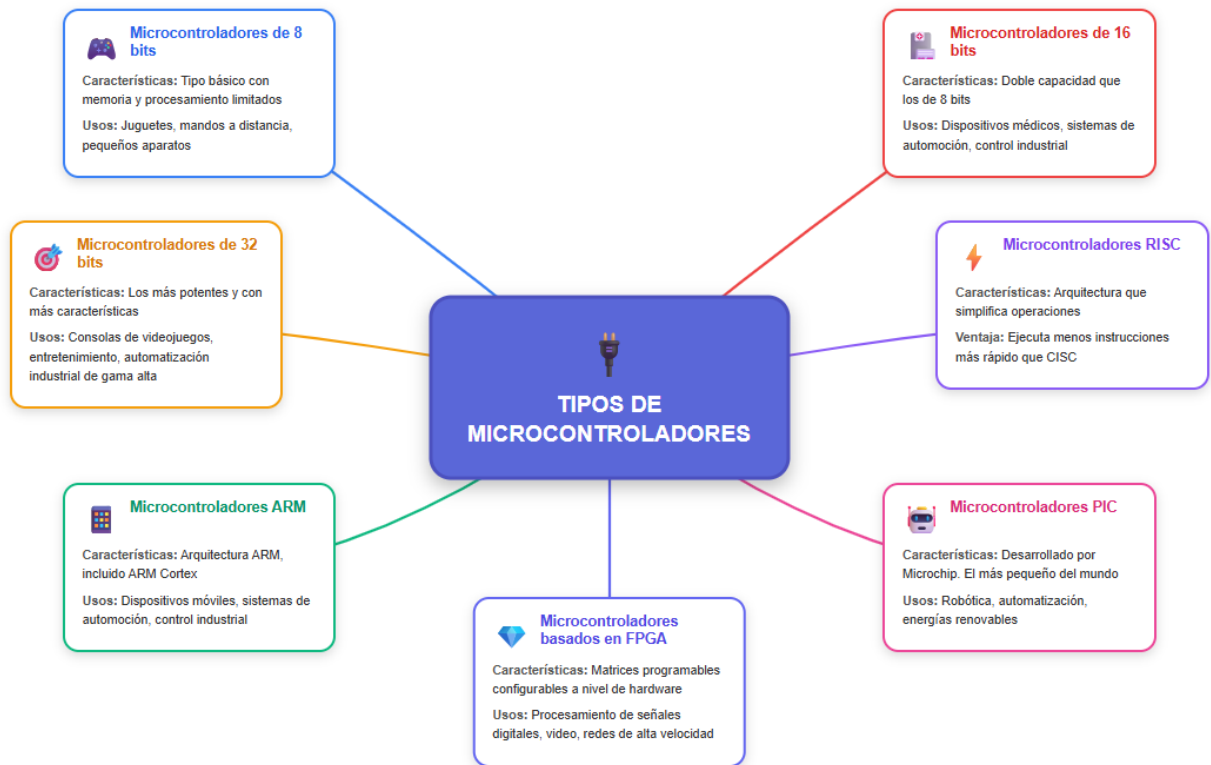 Microcontroladores de 8
bits
Características: Tipo básico con
memoria y procesamiento limitados
Usos: Juguetes, mandos a distancia,
pequeños aparatos
Microcontroladores de 16
bits
Características: Doble capacidad que
los de 8 bits
Usos: Dispositivos médicos, sistemas de
automoción, control industrial
Microcontroladores de 32
bits
Características: Los más potentes y con
más características
Usos: Consolas de videojuegos,
entretenimiento, automatización
industrial de gama alta
Microcontroladores RISC
Características: Arquitectura que
simplifica operaciones
Ventaja: Ejecuta menos instrucciones
más rápido que CISC
TIPOS DE
MICROCONTROLADORES
Microcontroladores ARM
Características: Arquitectura ARM,
incluido ARM Cortex
Usos: Dispositivos móviles, sistemas de
automoción, control industrial
Microcontroladores PIC
Características: Desarrollado por
Microchip. El más pequeño del mundo
Usos: Robótica, automatización,
energías renovables
Microcontroladores
basados en FPGA
Características: Matrices programables
configurables a nivel de hardware
Usos: Procesamiento de señales
digitales, video, redes de alta velocidad